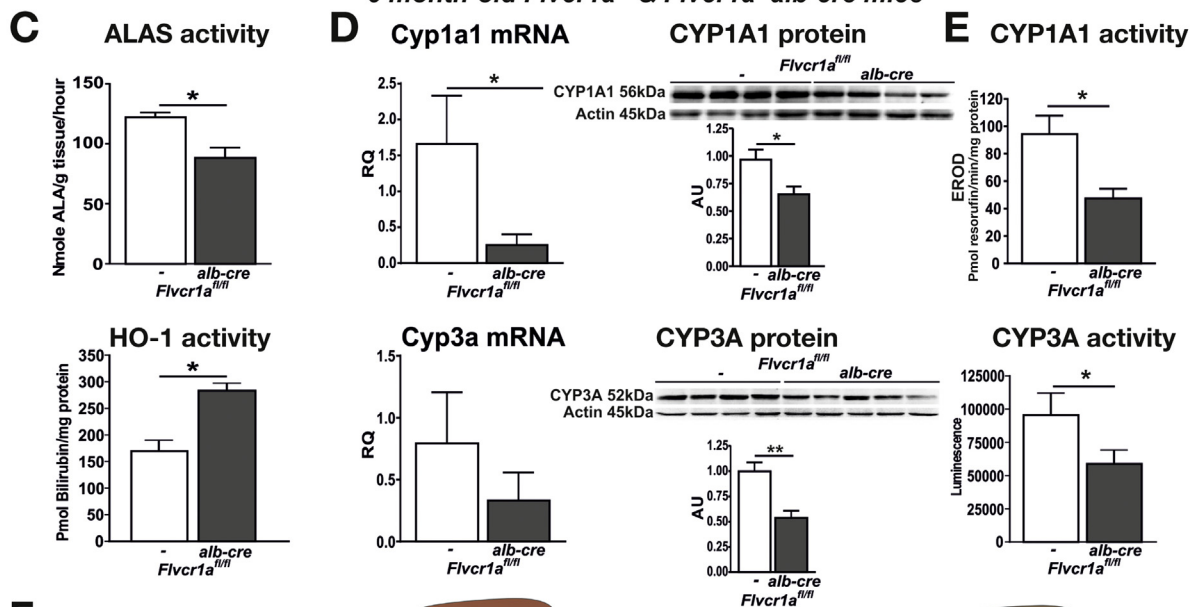 C ALAS activity
150
100
50
0
Nmole ALA/g tissue/hour
*
- alb-cre
Flvcr1a fl/fl
D Cyp1a1 mRNA
2.5
2.0
1.5
1.0
0.5
0.0
RQ
*
- alb-cre
Flvcr1a fl/fl
CYP1A1 protein
Flvcr1a fl/fl
- alb-cre
CYP1A1 56kDa
Actin 45kDa
1.25
1.00
0.75
0.50
0.25
0.00
AU
*
- alb-cre
Flvcr1a fl/fl
E CYP1A1 activity
120
100
80
60
40
20
0
EROD
Pmol resorufin/min/mg protein
*
- alb-cre
Flvcr1a fl/fl
HO-1 activity
350
300
250
200
150
100
50
0
Pmol Bilirubin/mg protein
*
- alb-cre
Flvcr1a fl/fl
Cyp3a mRNA
1.5
1.0
0.5
0.0
RQ
- alb-cre
Flvcr1a fl/fl
CYP3A protein
Flvcr1a fl/fl
- alb-cre
CYP3A 52kDa
Actin 45kDa
1.25
1.00
0.75
0.50
0.25
0.00
AU
**
- alb-cre
Flvcr1a fl/fl
CYP3A activity
125000
100000
75000
50000
25000
0
Luminescence
*
- alb-cre
Flvcr1a fl/fl